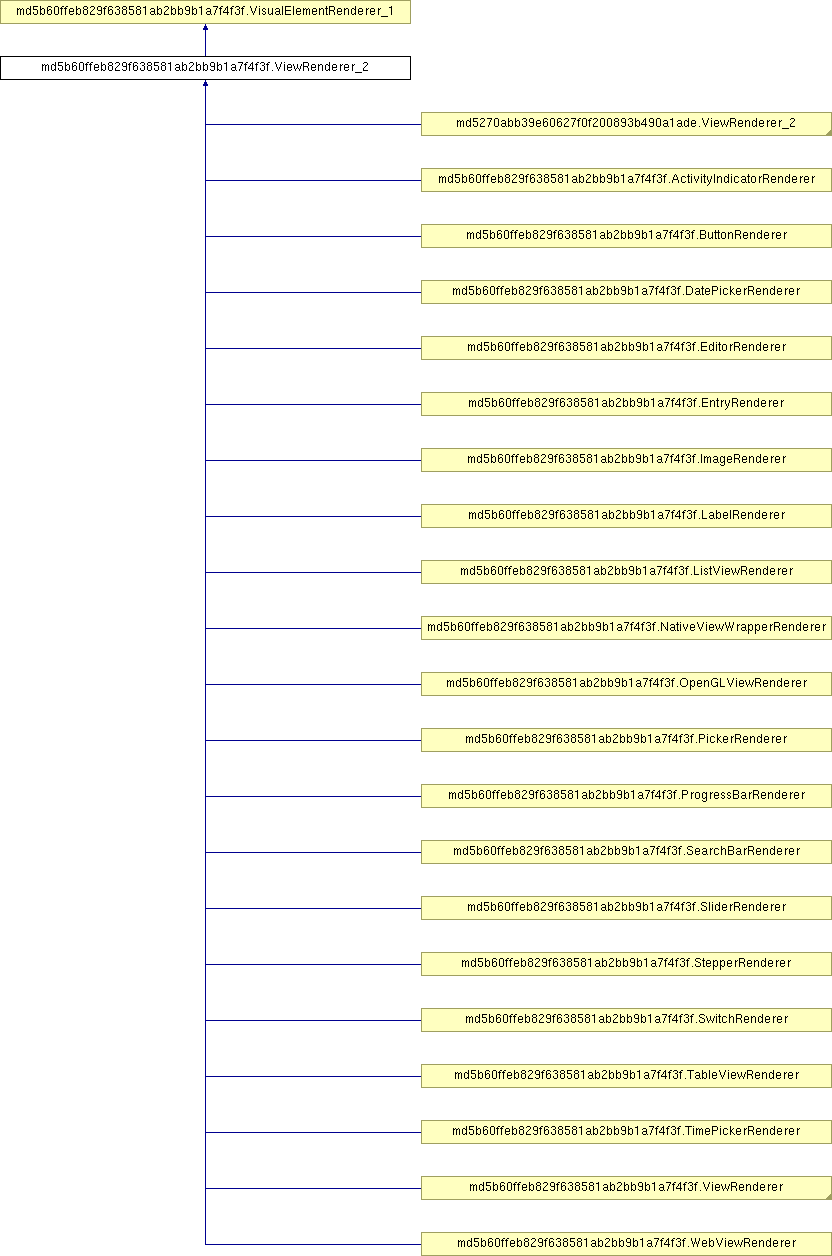 md5b60ffeb829f638581ab2bb9b1a7f4f3f.VisualElementRenderer_1
md5b60ffeb829f638581ab2bb9b1a7f4f3f.ViewRenderer_2
md5270abb39e60627f0f200893b490a1ade.ViewRenderer_2
md5b60ffeb829f638581ab2bb9b1a7f4f3f.ActivityIndicatorRenderer
md5b60ffeb829f638581ab2bb9b1a7f4f3f.ButtonRenderer
md5b60ffeb829f638581ab2bb9b1a7f4f3f.DatePickerRenderer
md5b60ffeb829f638581ab2bb9b1a7f4f3f.EditorRenderer
md5b60ffeb829f638581ab2bb9b1a7f4f3f.EntryRenderer
md5b60ffeb829f638581ab2bb9b1a7f4f3f.ImageRenderer
md5b60ffeb829f638581ab2bb9b1a7f4f3f.LabelRenderer
md5b60ffeb829f638581ab2bb9b1a7f4f3f.ListViewRenderer
md5b60ffeb829f638581ab2bb9b1a7f4f3f.NativeViewWrapperRenderer
md5b60ffeb829f638581ab2bb9b1a7f4f3f.OpenGLViewRenderer
md5b60ffeb829f638581ab2bb9b1a7f4f3f.PickerRenderer
md5b60ffeb829f638581ab2bb9b1a7f4f3f.ProgressBarRenderer
md5b60ffeb829f638581ab2bb9b1a7f4f3f.SearchBarRenderer
md5b60ffeb829f638581ab2bb9b1a7f4f3f.SliderRenderer
md5b60ffeb829f638581ab2bb9b1a7f4f3f.StepperRenderer
md5b60ffeb829f638581ab2bb9b1a7f4f3f.SwitchRenderer
md5b60ffeb829f638581ab2bb9b1a7f4f3f.TableViewRenderer
md5b60ffeb829f638581ab2bb9b1a7f4f3f.TimePickerRenderer
md5b60ffeb829f638581ab2bb9b1a7f4f3f.ViewRenderer
md5b60ffeb829f638581ab2bb9b1a7f4f3f.WebViewRenderer